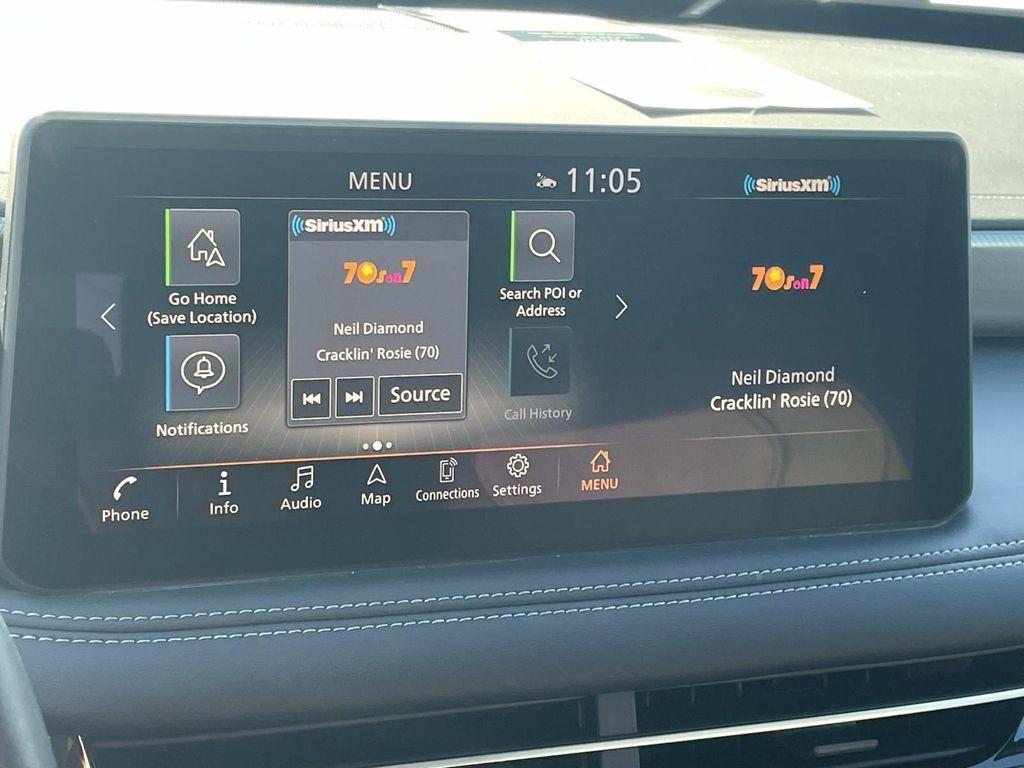 MENU
11:05
SiriusXM
Go Home
(Save Location)
Notifications
SiriusXM
70s on 7
Neil Diamond
Cracklin' Rosie (70)
Source
Search POI or
Address
Call History
70s on 7
Neil Diamond
Cracklin' Rosie (70)
Phone
Info
Audio
Map
Connections
Settings
MENU